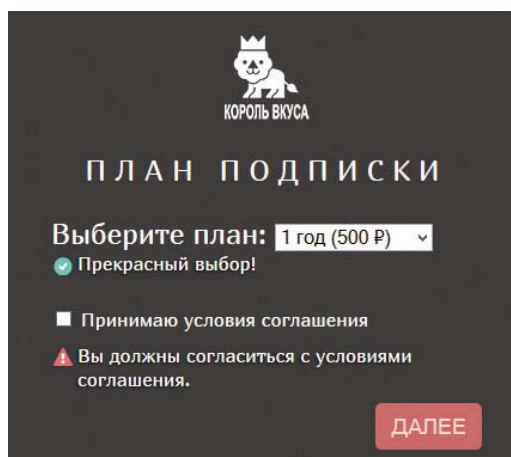 КОРОЛЬ ВКУСА
ПЛАН ПОДПИСКИ
Выберите план: 1 год (500 ₽)
Прекрасный выбор!
Принимаю условия соглашения
Вы должны согласиться с условиями
соглашения.
ДАЛЕЕ